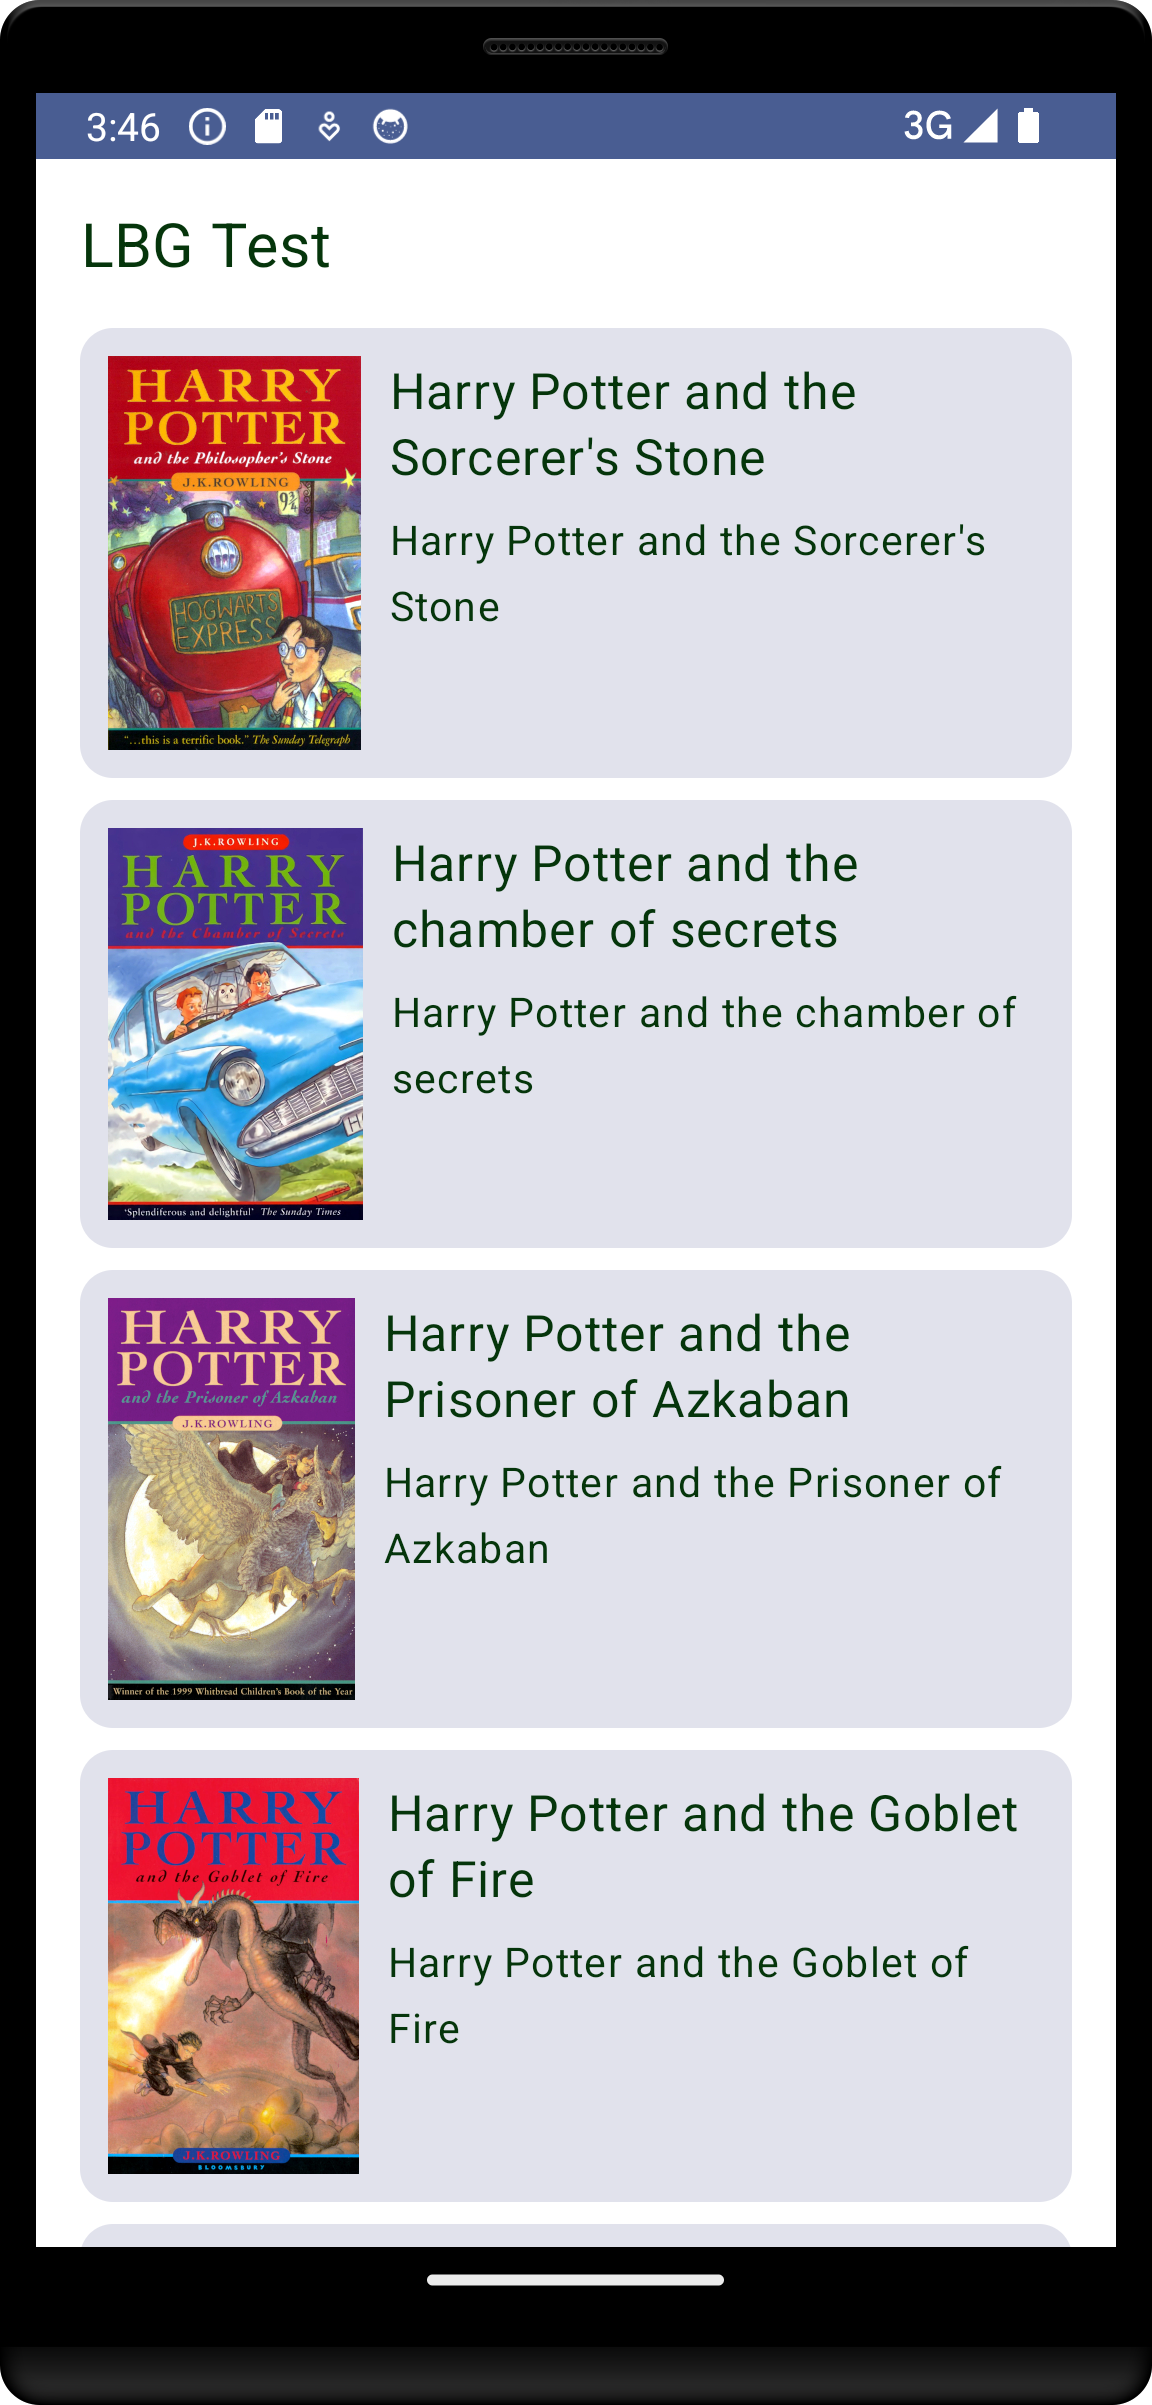 3:46
3G
LBG Test
HARRY
POTTER
and the Philosopher's Stone
J.K.ROWLING
9¾
HOGWARTS
EXPRESS
"...this is a terrific book." The Sunday Telegraph
Harry Potter and the
Sorcerer's Stone
Harry Potter and the Sorcerer's
Stone
J.K.ROWLING
HARRY
POTTER
and the Chamber of Secrets
'Splendiferous and delightful' The Sunday Times
Harry Potter and the
chamber of secrets
Harry Potter and the chamber of
secrets
HARRY
POTTER
and the Prisoner of Azkaban
J.K.ROWLING
Winner of the 1999 Whitbread Children's Book of the Year
Harry Potter and the
Prisoner of Azkaban
Harry Potter and the Prisoner of
Azkaban
HARRY
POTTER
and the Goblet of Fire
J.K.ROWLING
BLOOMSBURY
Harry Potter and the Goblet
of Fire
Harry Potter and the Goblet of
Fire